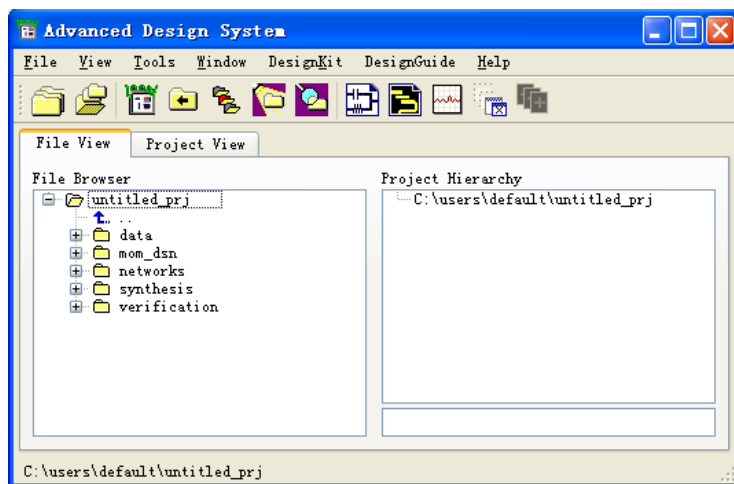 Advanced Design System
File View Tools Window DesignKit DesignGuide Help
File View Project View
File Browser
untitled_prj
..
data
mom_dsn
networks
synthesis
verification
Project Hierarchy
C:\users\default\untitled_prj
C:\users\default\untitled_prj